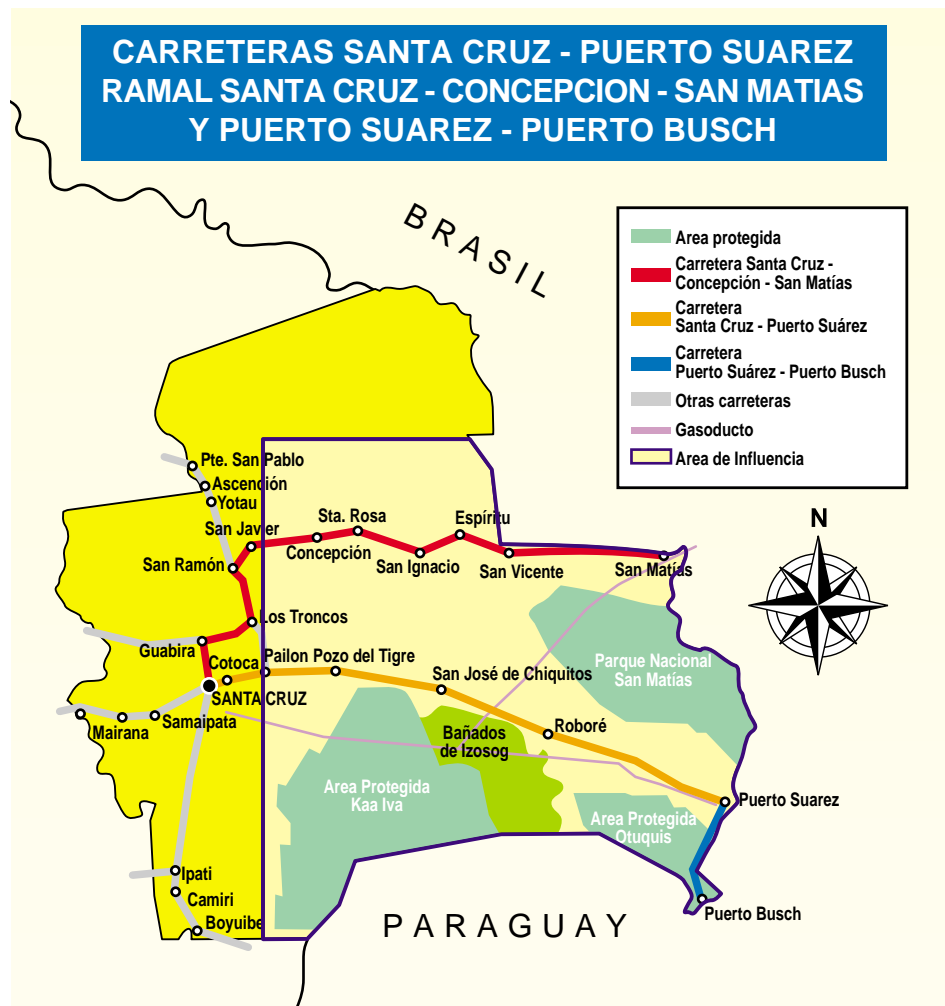 CARRETERAS SANTA CRUZ - PUERTO SUAREZ
RAMAL SANTA CRUZ - CONCEPCION - SAN MATIAS
Y PUERTO SUAREZ - PUERTO BUSCH
BRASIL
Area protegida
Carretera Santa Cruz -
Concepción - San Matías
Carretera
Santa Cruz - Puerto Suárez
Carretera
Puerto Suárez - Puerto Busch
Otras carreteras
Gasoducto
Area de Influencia
N
Pte. San Pablo
Ascención
Yotau
San Javier
Sta. Rosa
Espíritu
Concepción
San Ramón
San Ignacio
San Vicente
San Matías
Los Troncos
Guabira
Cotoca
Pailon
Pozo del Tigre
San José de Chiquitos
Parque Nacional
San Matías
SANTA CRUZ
Mairana
Samaipata
Bañados
de Izosog
Roboré
Area Protegida
Kaa Iva
Area Protegida
Otuquis
Puerto Suarez
Ipati
Camiri
Boyuibe
Puerto Busch
PARAGUAY